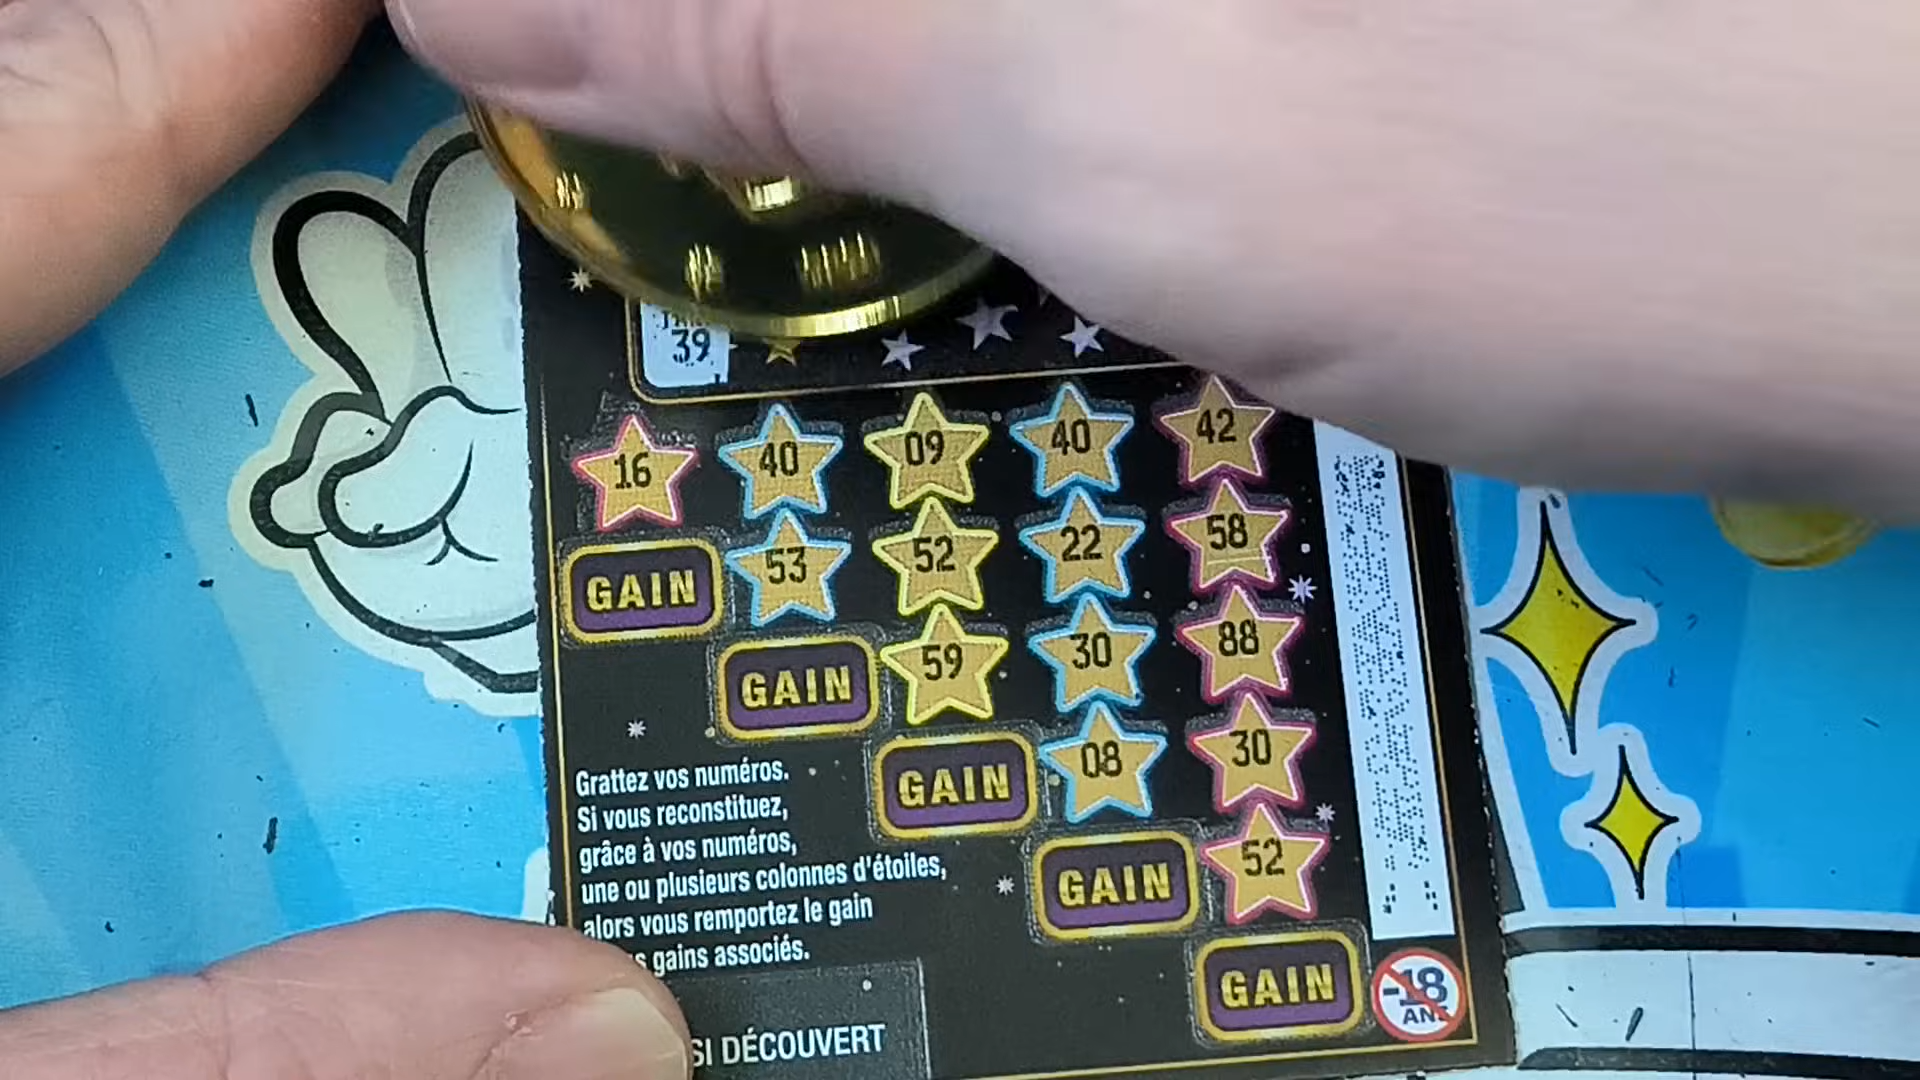 39
16 40 09 40 42
GAIN 53 52 22 58
GAIN 59 30 88
GAIN 08 30
GAIN 52
GAIN
Grattez vos numéros.
Si vous reconstituez,
grâce à vos numéros,
une ou plusieurs colonnes d'étoiles,
alors vous remportez le gain
gains associés.
SI DÉCOUVERT
-18
ANS